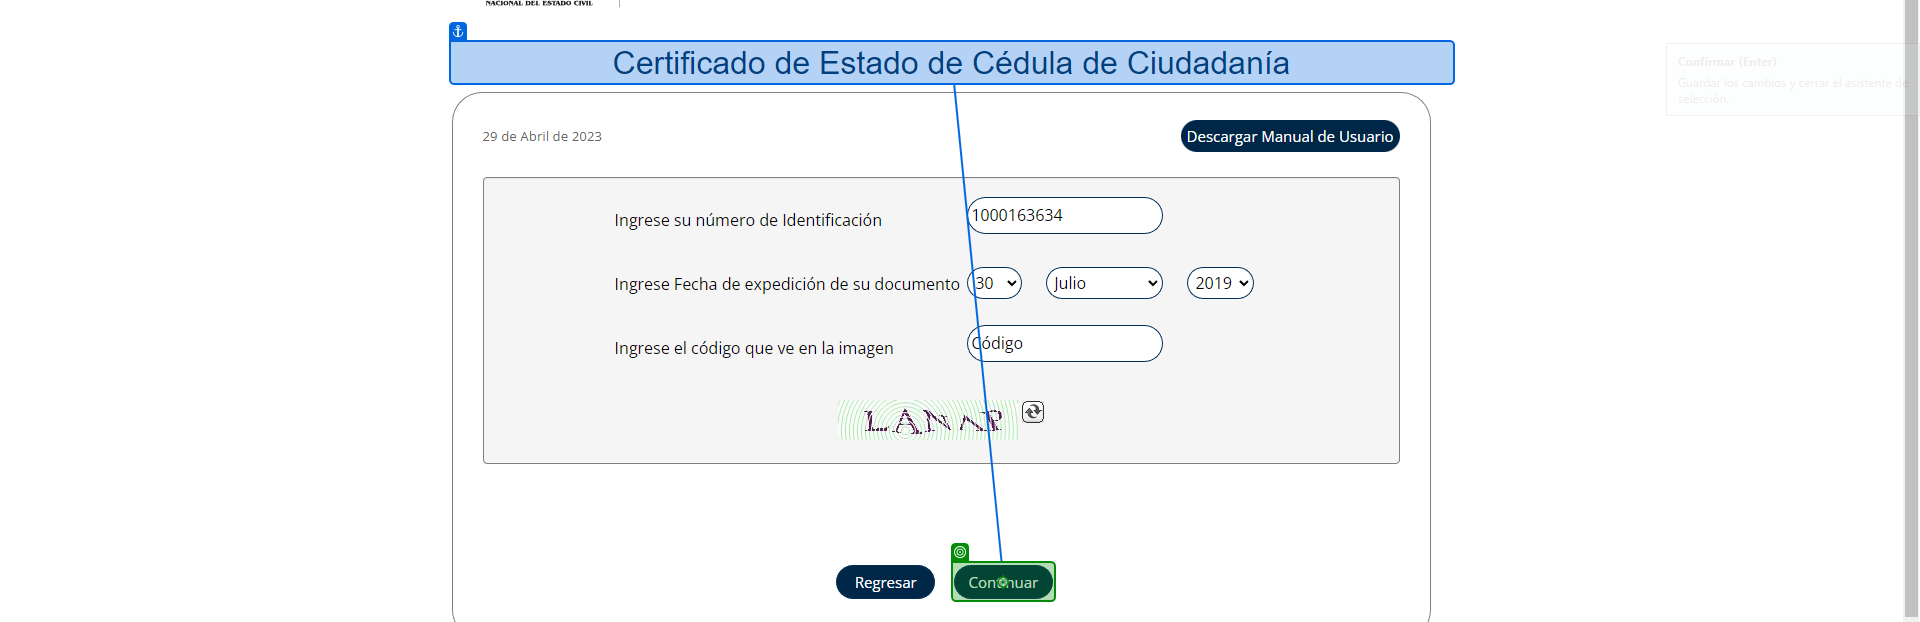 NACIONAL DEL ESTADO CIVIL
Certificado de Estado de Cédula de Ciudadanía
Confirmar (Enter)
Guardar los cambios y cerrar el asistente de
selección.
29 de Abril de 2023
Descargar Manual de Usuario
Ingrese su número de Identificación
1000163634
Ingrese Fecha de expedición de su documento
30
Julio
2019
Ingrese el código que ve en la imagen
Código
LANAP
Regresar
Continuar